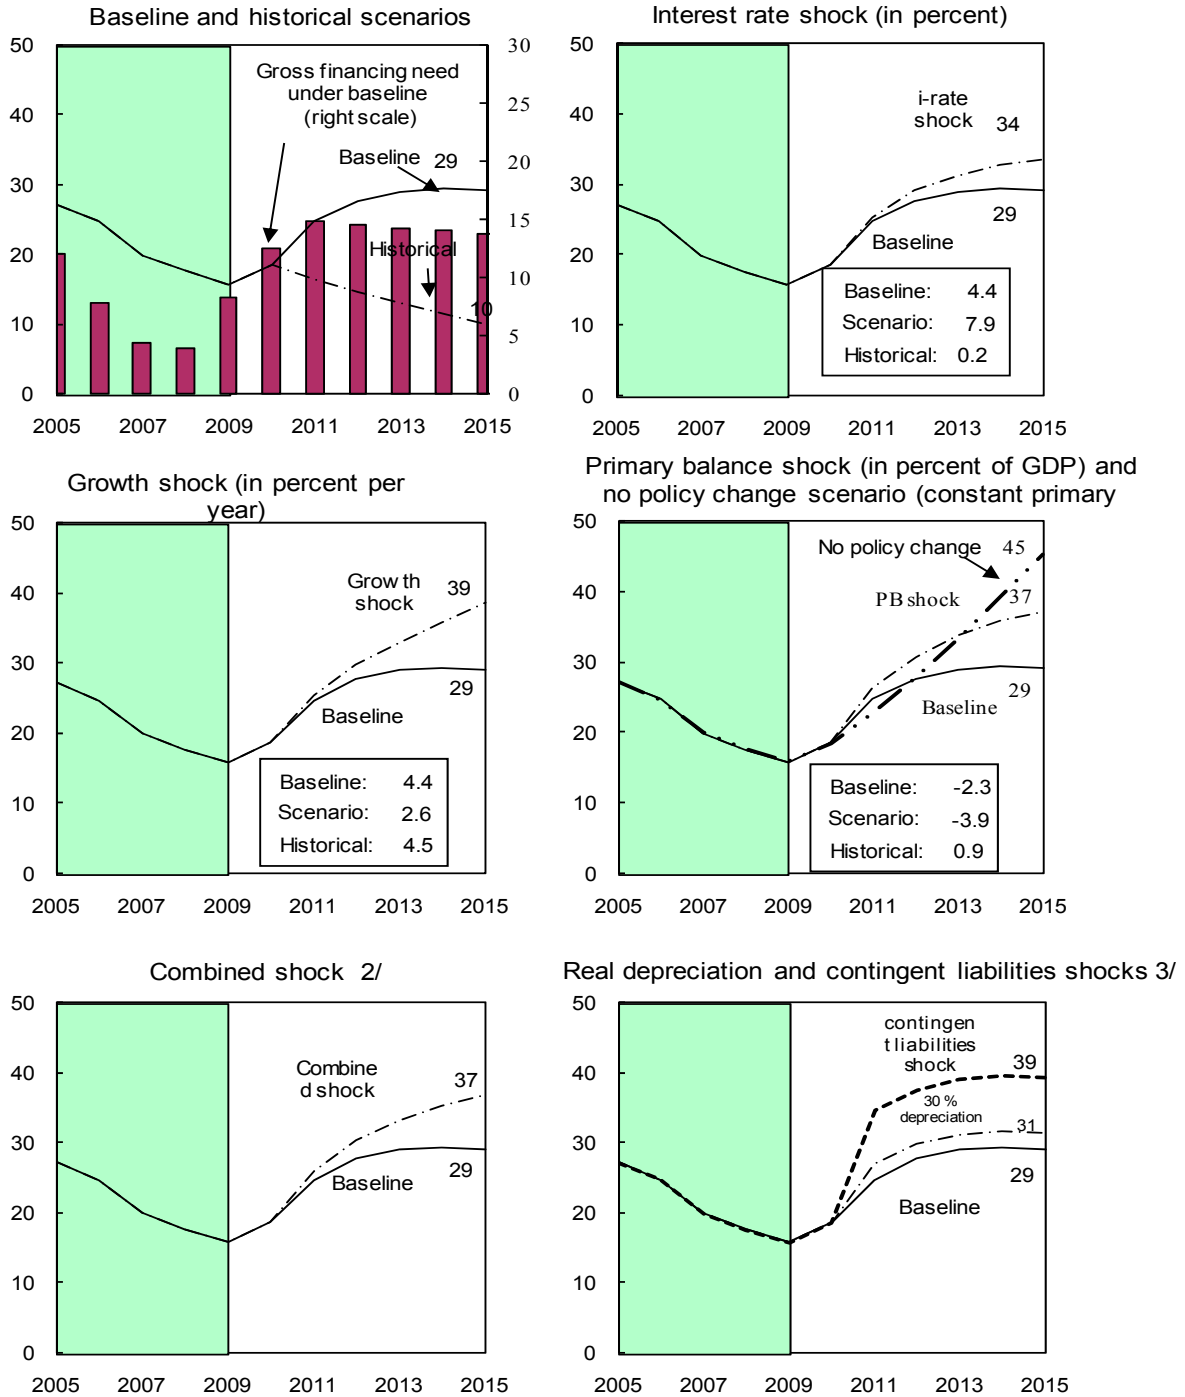 Baseline and historical scenarios
50
40
30
20
10
0
30
25
20
15
10
5
0
Gross financing need
under baseline
(right scale)
Baseline 29
Historical
10
2005 2007 2009 2011 2013 2015
Interest rate shock (in percent)
50
40
30
20
10
0
i-rate
shock 34
29
Baseline
Baseline: 4.4
Scenario: 7.9
Historical: 0.2
2005 2007 2009 2011 2013 2015
Growth shock (in percent per
year)
50
40
30
20
10
0
Growth
shock
39
29
Baseline
Baseline: 4.4
Scenario: 2.6
Historical: 4.5
2005 2007 2009 2011 2013 2015
Primary balance shock (in percent of GDP) and
no policy change scenario (constant primary
50
40
30
20
10
0
No policy change 45
PB shock 37
29
Baseline
Baseline: -2.3
Scenario: -3.9
Historical: 0.9
2005 2007 2009 2011 2013 2015
Combined shock 2/
50
40
30
20
10
0
Combine
d shock
37
29
Baseline
2005 2007 2009 2011 2013 2015
Real depreciation and contingent liabilities shocks 3/
50
40
30
20
10
0
contingen
t liabilities
shock
39
30 %
depreciation
31
29
Baseline
2005 2007 2009 2011 2013 2015